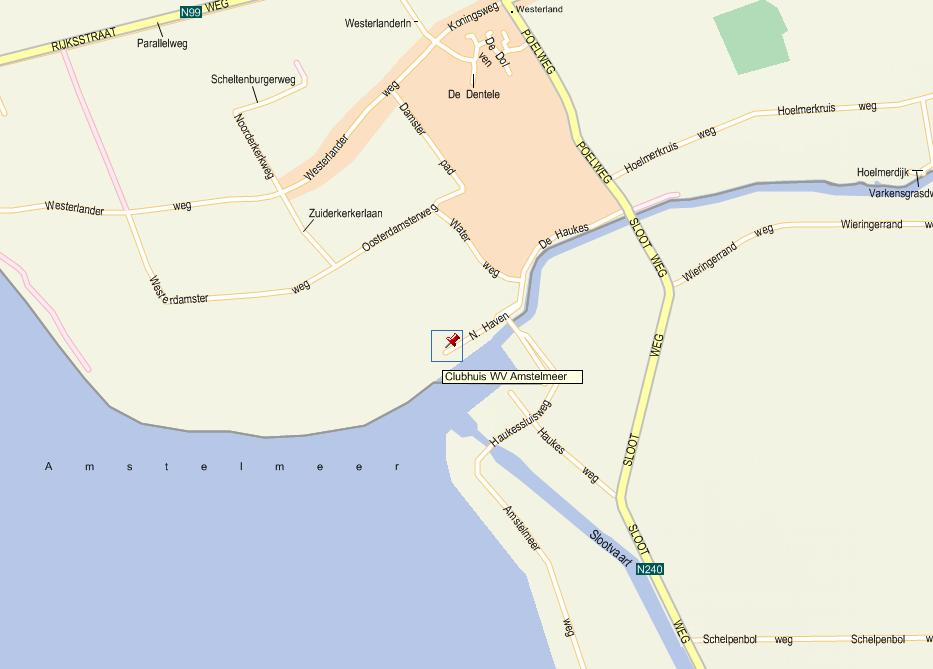 N99
WEG
RIJKSSTRAAT
Parallelweg
Westerlanderln
Koningsweg
Westerland
De Dol
ven
De Dentele
POELWEG
Scheltenburgerweg
Noorderkerkweg
Westerlander weg
Damster pad
Hoelmerkruis weg
Hoelmerkruis weg
POELWEG
Hoelmerdijk
Varkensgrasdw
Westerlander weg
Zuiderkerkerlaan
Oosterdamsterweg
Water weg
De Haukes
SLOOT WEG
Wieringerrand weg
Wieringerrand we
Westerdamster weg
N. Haven
WEG
Clubhuis WV Amstelmeer
Haukessluisweg
Haukes weg
SLOOT
Amstelmeer
Amstelmeer weg
Slootvaart
SLOOT
N240
WEG
Schelpenbol weg
Schelpenbol w